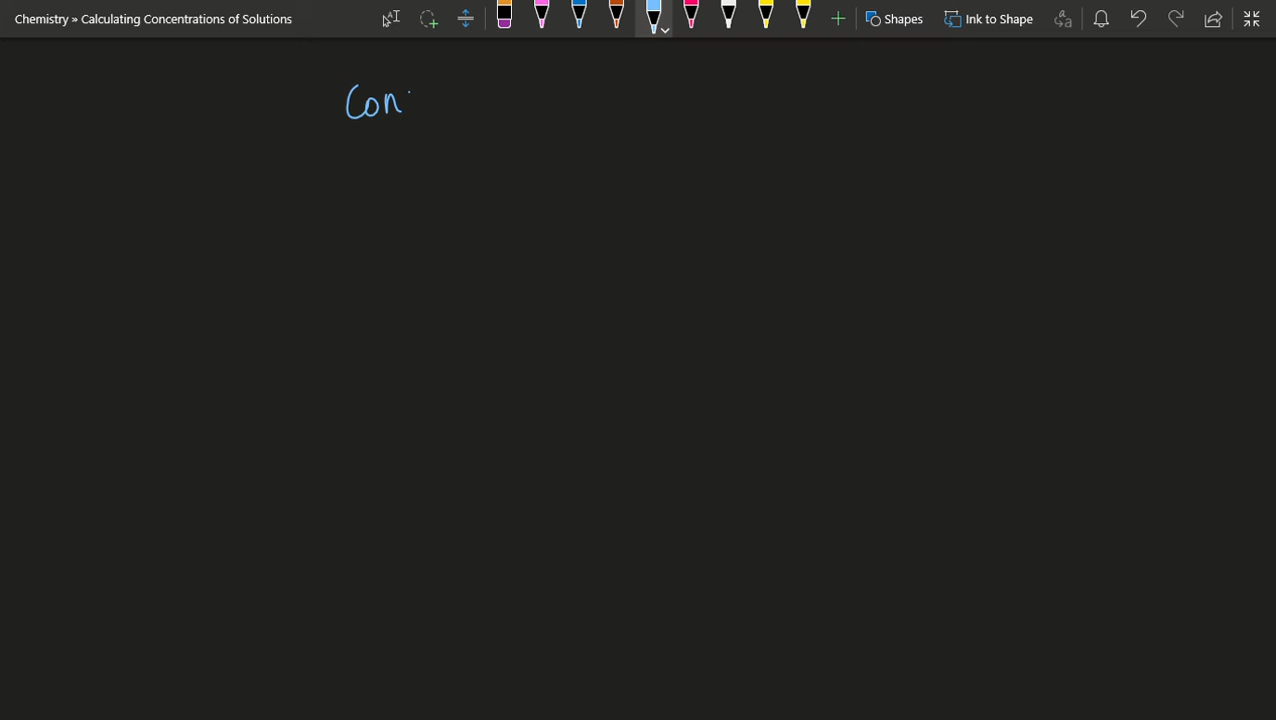 Chemistry » Calculating Concentrations of Solutions
Shapes
Ink to Shape
Con